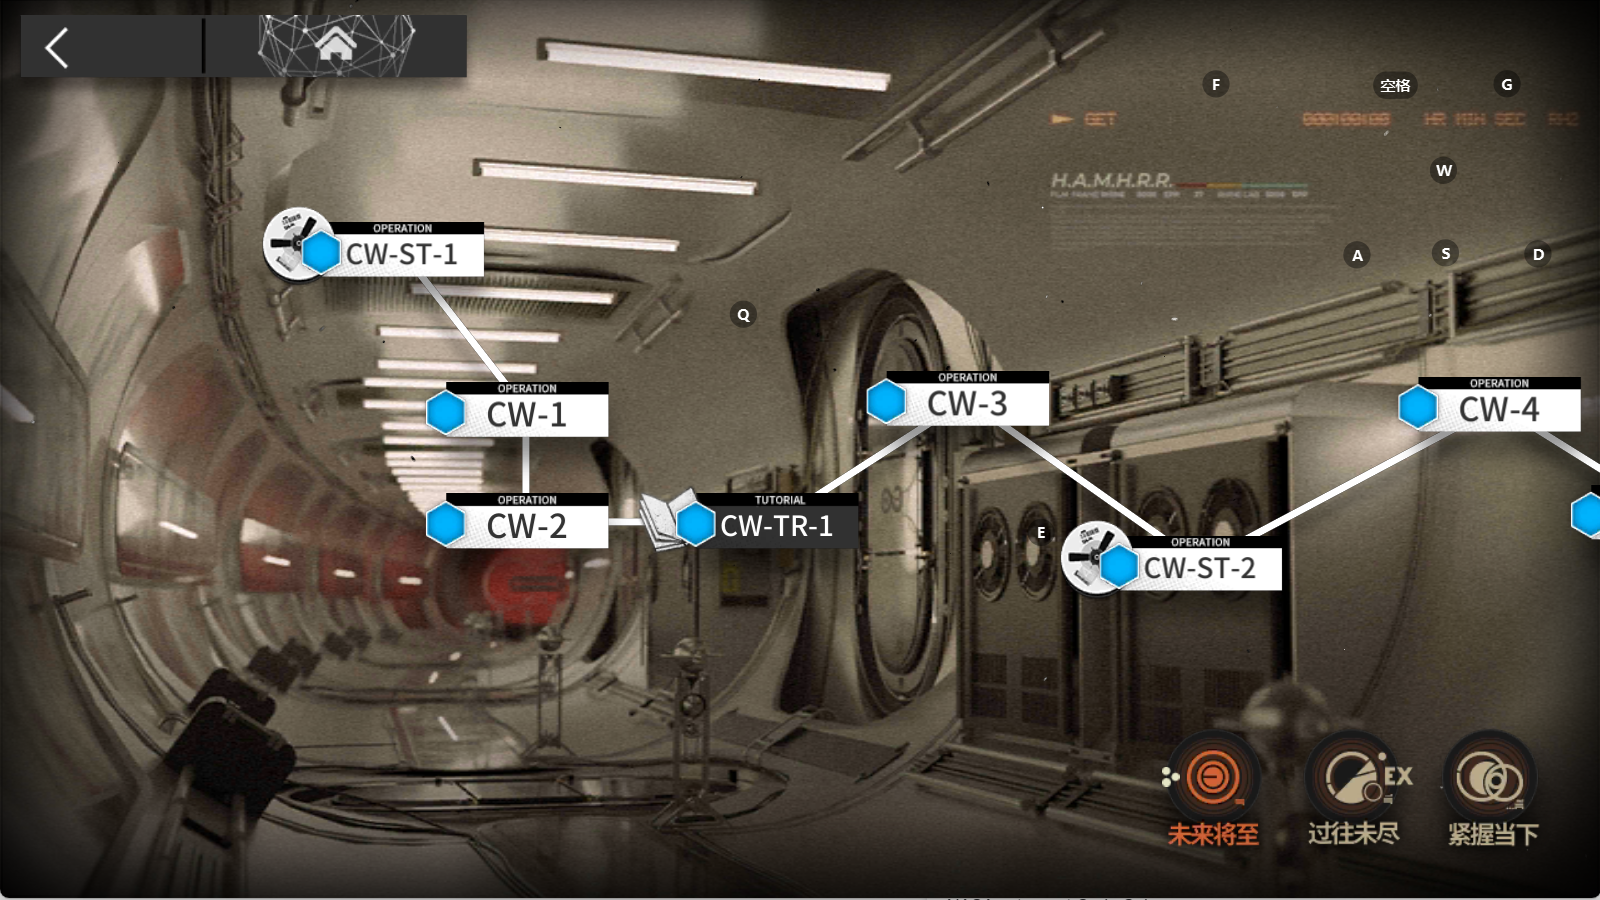 F
空格
G
GET
HR MIN SEC
W
H.A.M.H.R.R.
OPERATION
CW-ST-1
A
S
D
Q
OPERATION
CW-3
OPERATION
CW-4
OPERATION
CW-1
OPERATION
CW-2
TUTORIAL
CW-TR-1
E
OPERATION
CW-ST-2
EX
未来将至
过往未尽
紧握当下